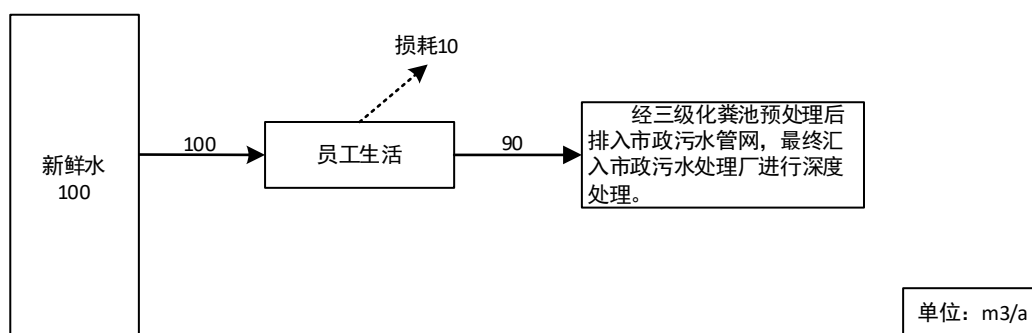 损耗10
新鲜水
100
100
员工生活
90
经三级化粪池预处理后
排入市政污水管网，最终汇
入市政污水处理厂进行深度
处理。
单位：m3/a